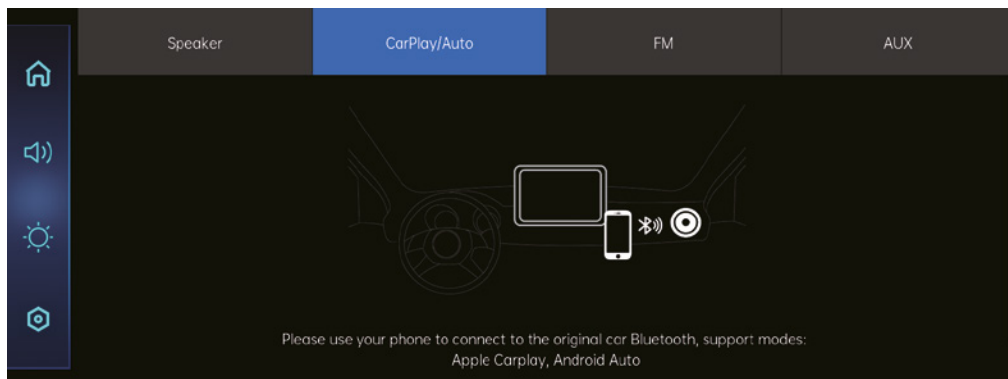 Speaker
CarPlay/Auto
FM
AUX
Please use your phone to connect to the original car Bluetooth, support modes:
Apple Carplay, Android Auto